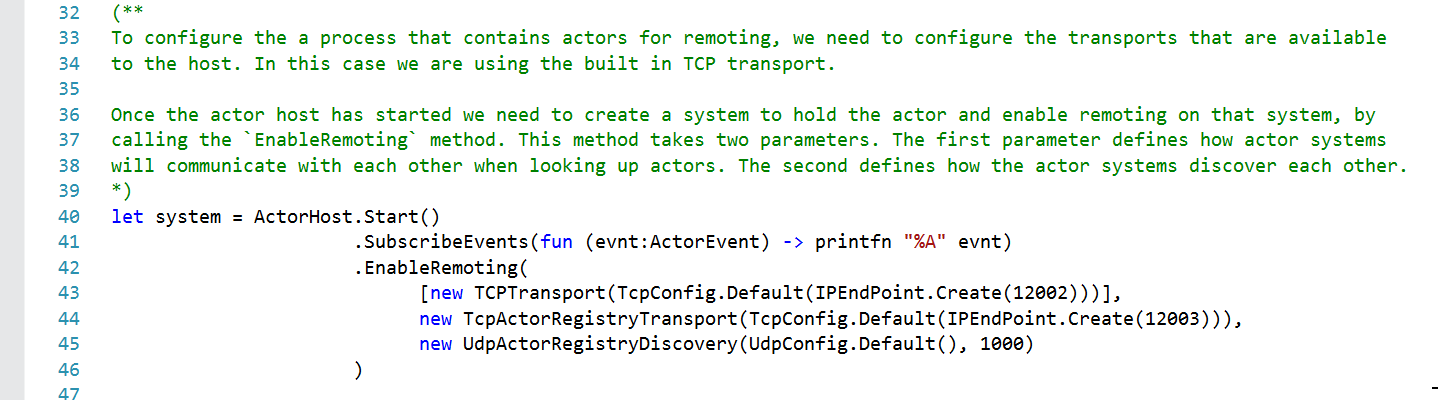 32 (**
33 To configure the a process that contains actors for remoting, we need to configure the transports that are available
34 to the host. In this case we are using the built in TCP transport.
35
36 Once the actor host has started we need to create a system to hold the actor and enable remoting on that system, by
37 calling the `EnableRemoting` method. This method takes two parameters. The first parameter defines how actor systems
38 will communicate with each other when looking up actors. The second defines how the actor systems discover each other.
39 *)
40 let system = ActorHost.Start()
41                       .SubscribeEvents(fun (evnt:ActorEvent) -> printfn "%A" evnt)
42                       .EnableRemoting(
43                             [new TCPTransport(TcpConfig.Default(IPEndPoint.Create(12002)))],
44                             new TcpActorRegistryTransport(TcpConfig.Default(IPEndPoint.Create(12003))),
45                             new UdpActorRegistryDiscovery(UdpConfig.Default(), 1000)
46                       )
47